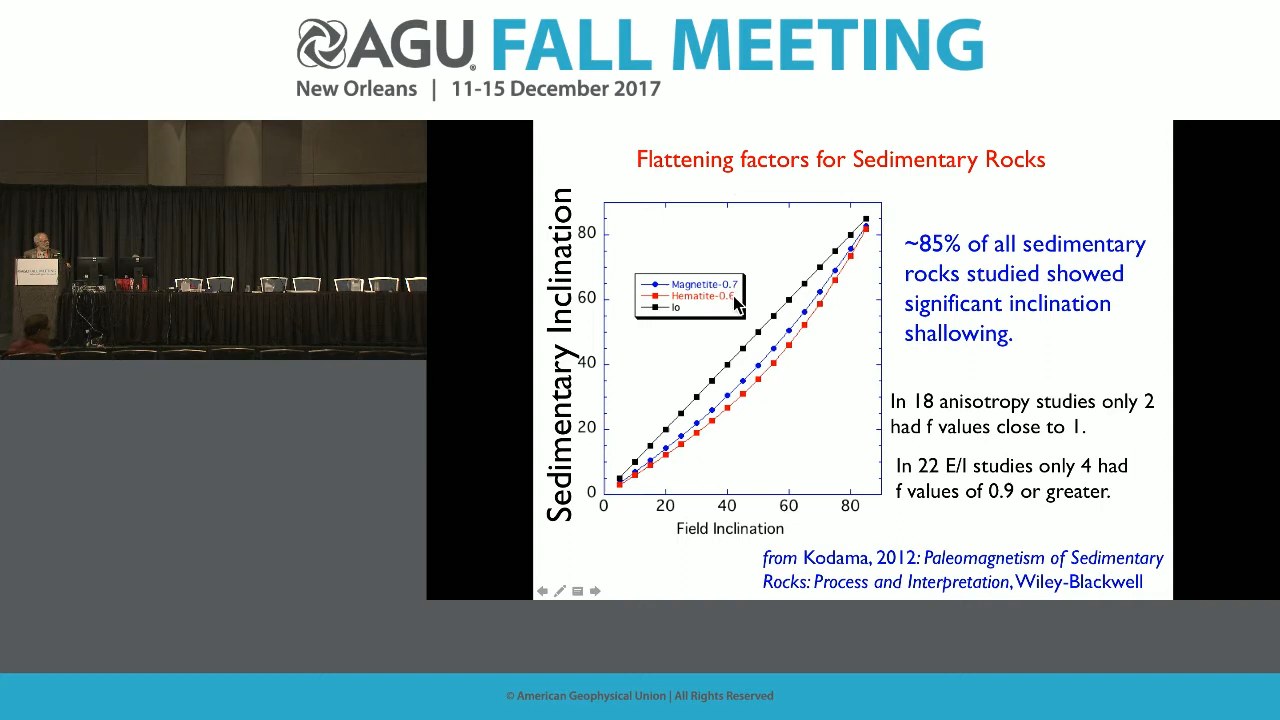 AGU FALL MEETING
New Orleans | 11-15 December 2017
AGU FALL MEETING
Flattening factors for Sedimentary Rocks
Sedimentary Inclination
80
60
40
20
0
Magnetite-0.7
Hematite-0.6
Io
0 20 40 60 80
Field Inclination
~85% of all sedimentary
rocks studied showed
significant inclination
shallowing.
In 18 anisotropy studies only 2
had f values close to 1.
In 22 E/I studies only 4 had
f values of 0.9 or greater.
from Kodama, 2012: Paleomagnetism of Sedimentary
Rocks: Process and Interpretation, Wiley-Blackwell
© American Geophysical Union | All Rights Reserved